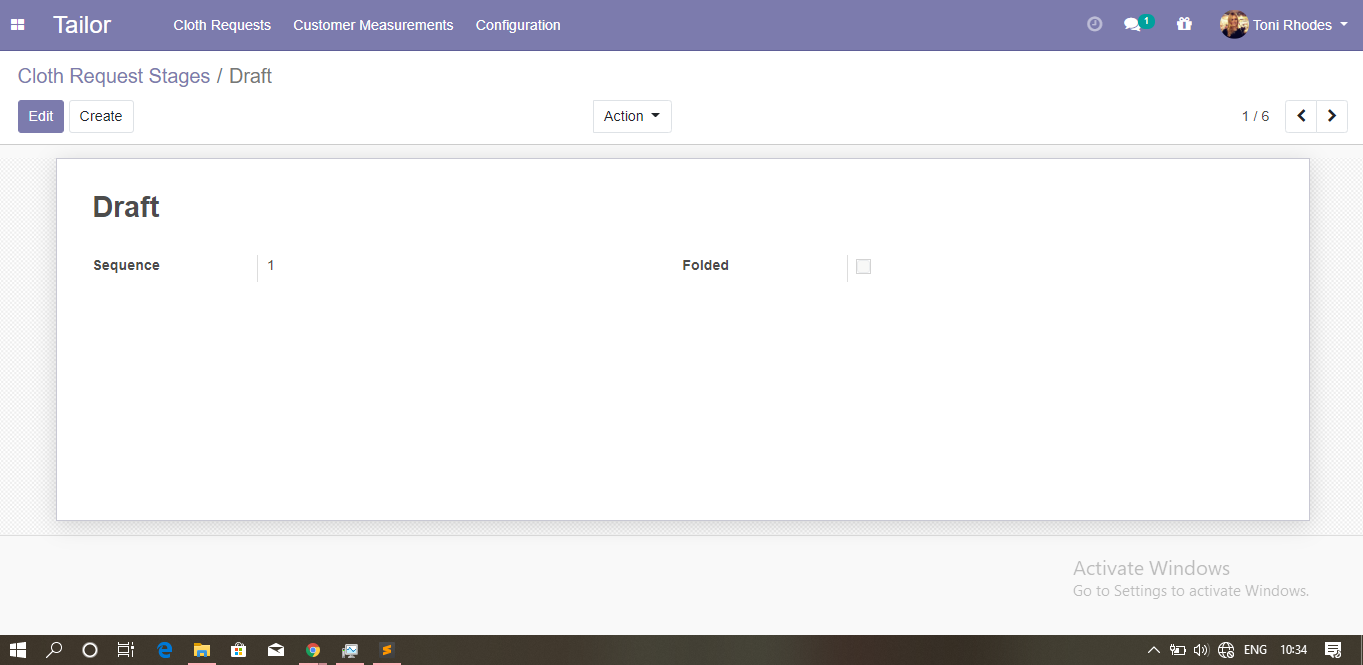 Tailor Cloth Requests Customer Measurements Configuration 1 Toni Rhodes
Cloth Request Stages / Draft
Edit Create Action 1 / 6
Draft
Sequence 1 Folded
Activate Windows
Go to Settings to activate Windows.
ENG 10:34